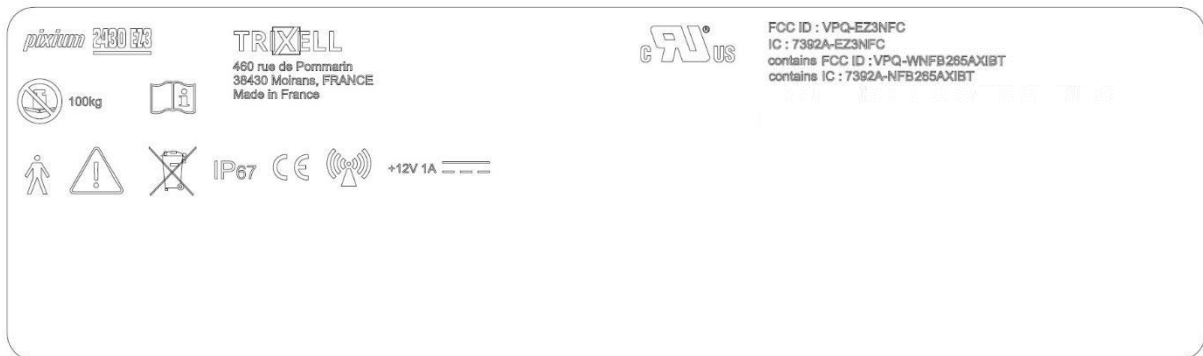 pixium 2430 EZ3
TRIXELL
460 rue de Pommarin
38430 Moirans, FRANCE
Made in France
100kg
i
c RU ® US
FCC ID : VPQ-EZ3NFC
IC : 7392A-EZ3NFC
contains FCC ID : VPQ-WNFB265AXIBT
contains IC : 7392A-NFB265AXIBT
!
IP67
CE
+12V 1A